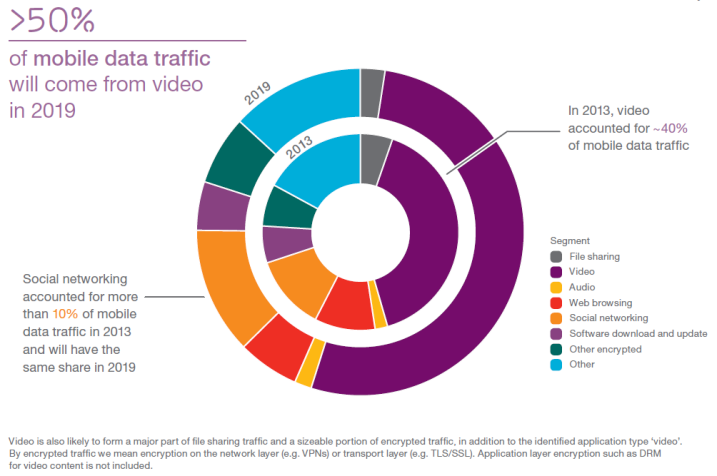 >50%
of mobile data traffic
will come from video
in 2019
2019
2013
In 2013, video
accounted for ~40%
of mobile data traffic
Social networking
accounted for more
than 10% of mobile
data traffic in 2013
and will have the
same share in 2019
Segment
File sharing
Video
Audio
Web browsing
Social networking
Software download and update
Other encrypted
Other
Video is also likely to form a major part of file sharing traffic and a sizeable portion of encrypted traffic, in addition to the identified application type ‘video’.
By encrypted traffic we mean encryption on the network layer (e.g. VPNs) or transport layer (e.g. TLS/SSL). Application layer encryption such as DRM
for video content is not included.